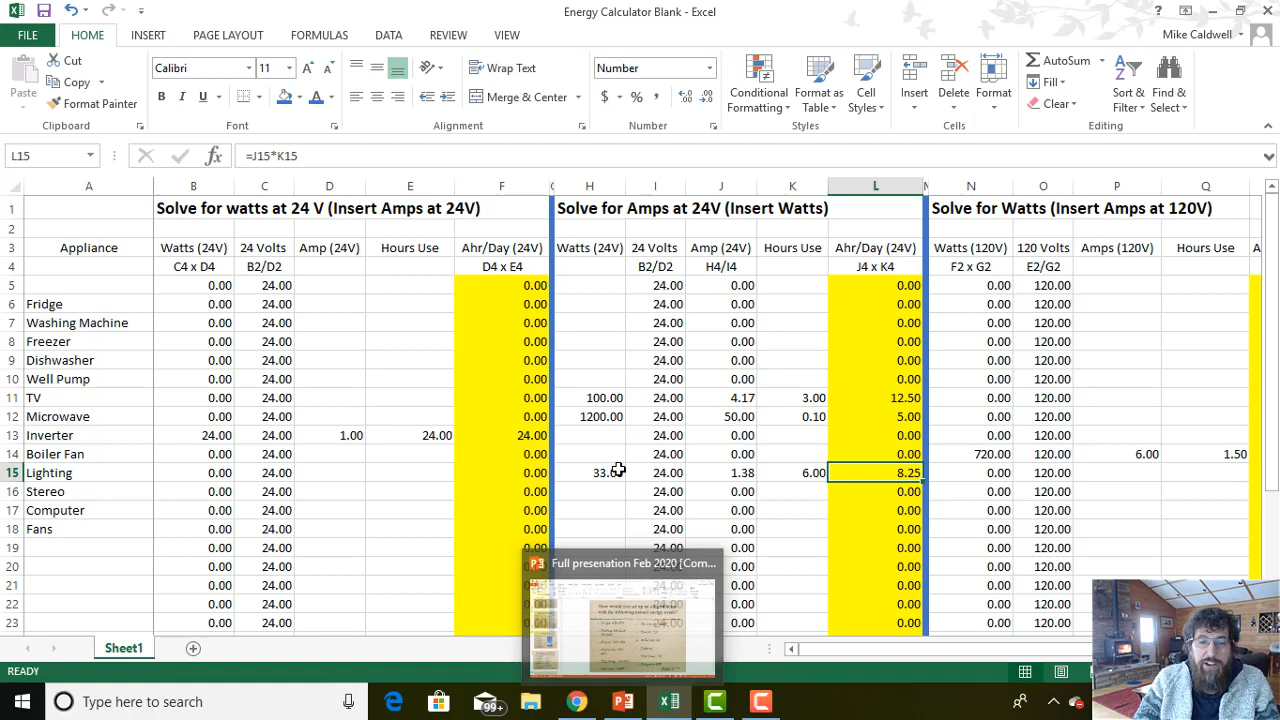 Energy Calculator Blank - Excel
FILE HOME INSERT PAGE LAYOUT FORMULAS DATA REVIEW VIEW Mike Caldwell
Cut
Copy
Format Painter
Paste
Calibri 11
B I U
Wrap Text
Merge & Center
Number
$ % ,
Conditional Formatting
Format as Table
Cell Styles
Insert Delete Format
AutoSum
Fill
Clear
Sort & Filter
Find & Select
Clipboard Font Alignment Number Styles Cells Editing
L15 fx =J15*K15
A B C D E F G H I J K L M N O P Q
1 Solve for watts at 24 V (Insert Amps at 24V) Solve for Amps at 24V (Insert Watts) Solve for Watts (Insert Amps at 120V)
2
3 Appliance Watts (24V) 24 Volts Amp (24V) Hours Use Ahr/Day (24V) Watts (24V) 24 Volts Amp (24V) Hours Use Ahr/Day (24V) Watts (120V) 120 Volts Amps (120V) Hours Use A
4 C4 x D4 B2/D2 D4 x E4 B2/D2 H4/I4 J4 x K4 F2 x G2 E2/G2
5 0.00 24.00 0.00 24.00 0.00 0.00 0.00 120.00
6 Fridge 0.00 24.00 0.00 24.00 0.00 0.00 0.00 120.00
7 Washing Machine 0.00 24.00 0.00 24.00 0.00 0.00 0.00 120.00
8 Freezer 0.00 24.00 0.00 24.00 0.00 0.00 0.00 120.00
9 Dishwasher 0.00 24.00 0.00 24.00 0.00 0.00 0.00 120.00
10 Well Pump 0.00 24.00 0.00 24.00 0.00 0.00 0.00 120.00
11 TV 0.00 24.00 0.00 100.00 24.00 4.17 3.00 12.50 0.00 120.00
12 Microwave 0.00 24.00 0.00 1200.00 24.00 50.00 0.10 5.00 0.00 120.00
13 Inverter 24.00 24.00 1.00 24.00 24.00 24.00 0.00 0.00 0.00 120.00
14 Boiler Fan 0.00 24.00 0.00 24.00 0.00 0.00 720.00 120.00 6.00 1.50
15 Lighting 0.00 24.00 0.00 24.00 1.38 6.00 8.25 0.00 120.00
16 Stereo 0.00 24.00 0.00 24.00 0.00 0.00 0.00 120.00
17 Computer 0.00 24.00 0.00 24.00 0.00 0.00 0.00 120.00
18 Fans 0.00 24.00 0.00 24.00 0.00 0.00 0.00 120.00
19 0.00 24.00 0.00 24.00 0.00 0.00 0.00 120.00
20 0.00 24.00 0.00 0.00 0.00 120.00
21 0.00 24.00 0.00 0.00 0.00 120.00
22 0.00 24.00 0.00 0.00 0.00
23 0.00 24.00 0.00 0.00 0.00
Full presenation Feb 2020 [Com...
Sheet1
READY
Type here to search
99+